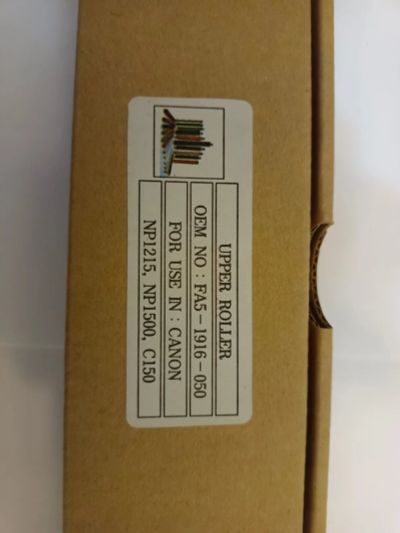 UPPER ROLLER
OEM NO : FA5-1916-050
FOR USE IN : CANON
NP1215, NP1500, C150